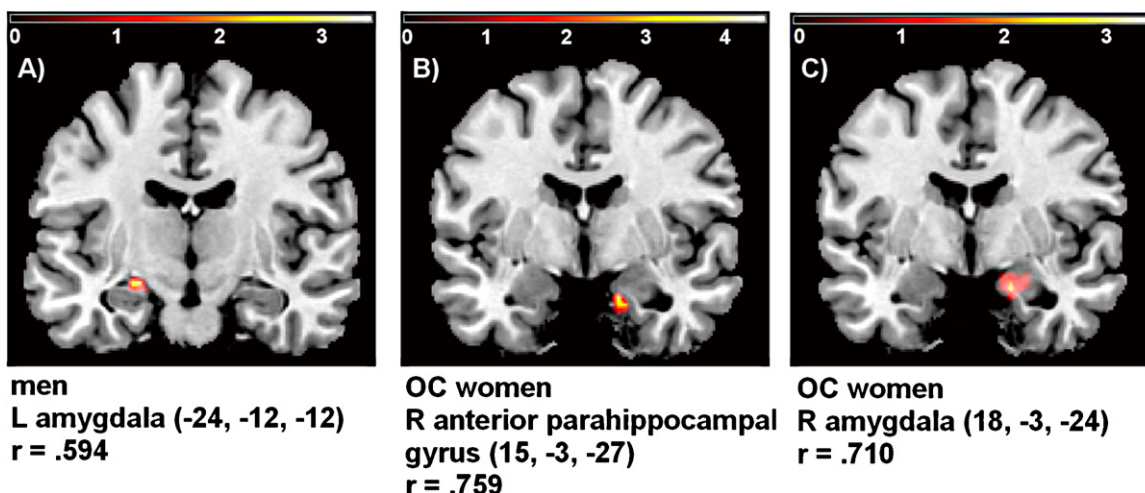 0 1 2 3
A)
men
L amygdala (-24, -12, -12)
r = .594
0 1 2 3 4
B)
OC women
R anterior parahippocampal
gyrus (15, -3, -27)
r = .759
0 1 2 3
C)
OC women
R amygdala (18, -3, -24)
r = .710